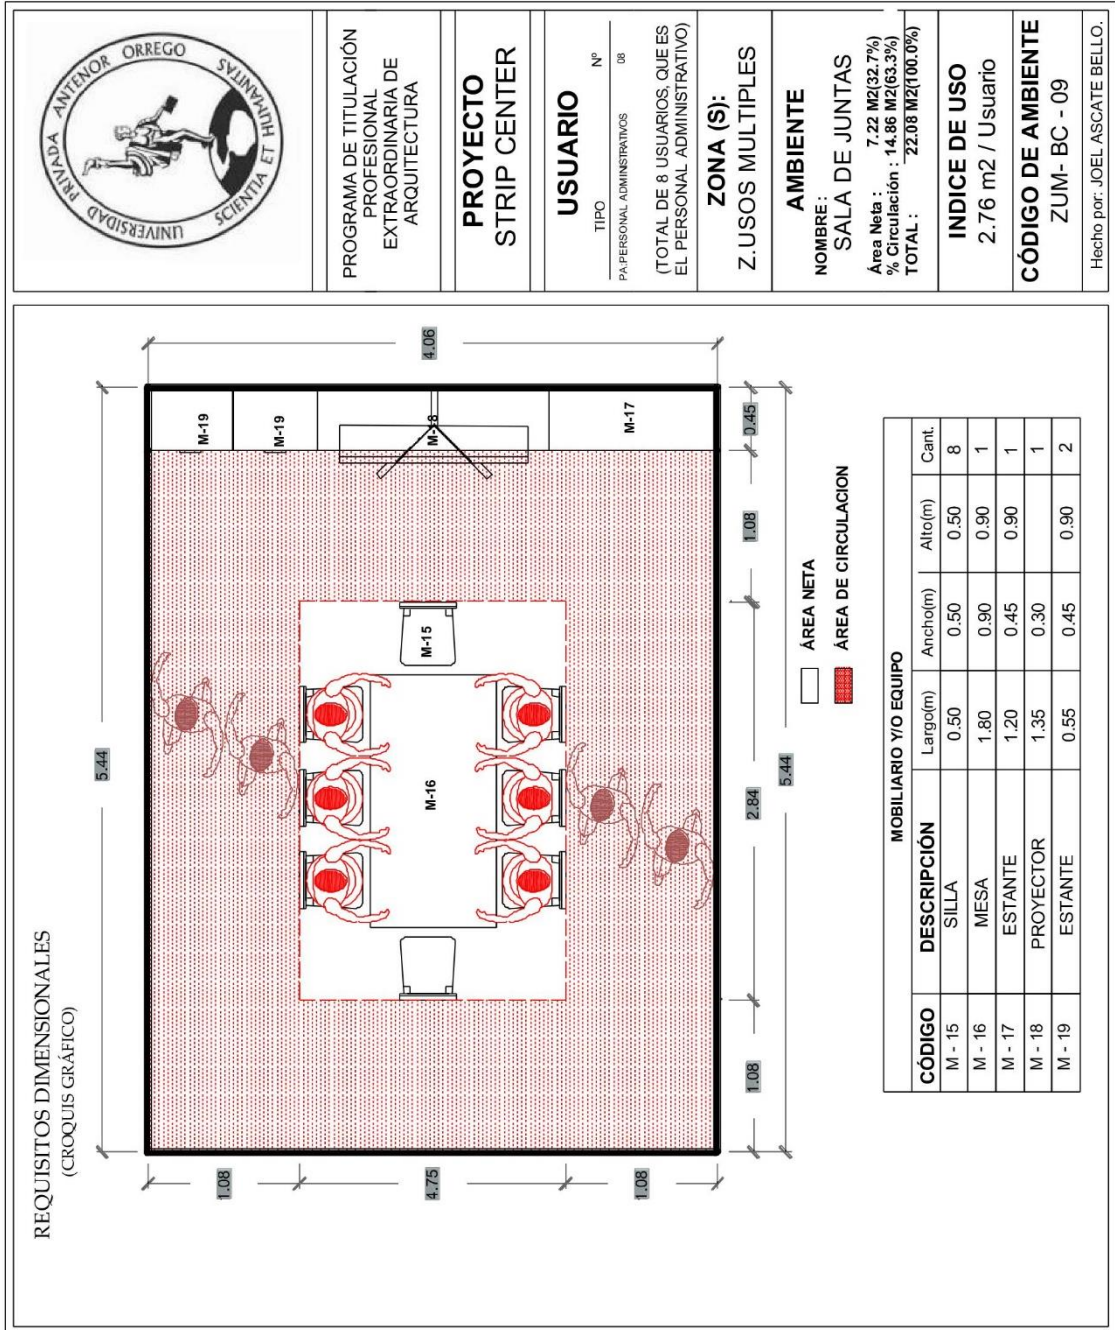 REQUISITOS DIMENSIONALES
(CROQUIS GRÁFICO)
5.44
4.06
1.08
4.75
1.08
M-19
M-19
M-18
M-17
M-15
M-16
0.45
1.08
2.84
1.08
5.44
ÁREA NETA
ÁREA DE CIRCULACION
MOBILIARIO Y/O EQUIPO
CÓDIGO DESCRIPCIÓN Largo(m) Ancho(m) Alto(m) Cant.
M - 15 SILLA 0.50 0.50 0.50 8
M - 16 MESA 1.80 0.90 0.90 1
M - 17 ESTANTE 1.20 0.45 0.90 1
M - 18 PROYECTOR 1.35 0.30 1
M - 19 ESTANTE 0.55 0.45 0.90 2
UNIVERSIDAD PRIVADA ANTENOR ORREGO
SCIENTIA ET HUMANITAS
PROGRAMA DE TITULACIÓN
PROFESIONAL
EXTRAORDINARIA DE
ARQUITECTURA
PROYECTO
STRIP CENTER
USUARIO
TIPO Nº
PA:PERSONAL ADMINISTRATIVOS 08
(TOTAL DE 8 USUARIOS, QUE ES
EL PERSONAL ADMINISTRATIVO)
ZONA (S):
Z.USOS MULTIPLES
AMBIENTE
NOMBRE:
SALA DE JUNTAS
Área Neta : 7.22 M2(32.7%)
% Circulación : 14.86 M2(63.3%)
TOTAL : 22.08 M2(100.0%)
INDICE DE USO
2.76 m2 / Usuario
CÓDIGO DE AMBIENTE
ZUM- BC - 09
Hecho por: JOEL ASCATE BELLO.